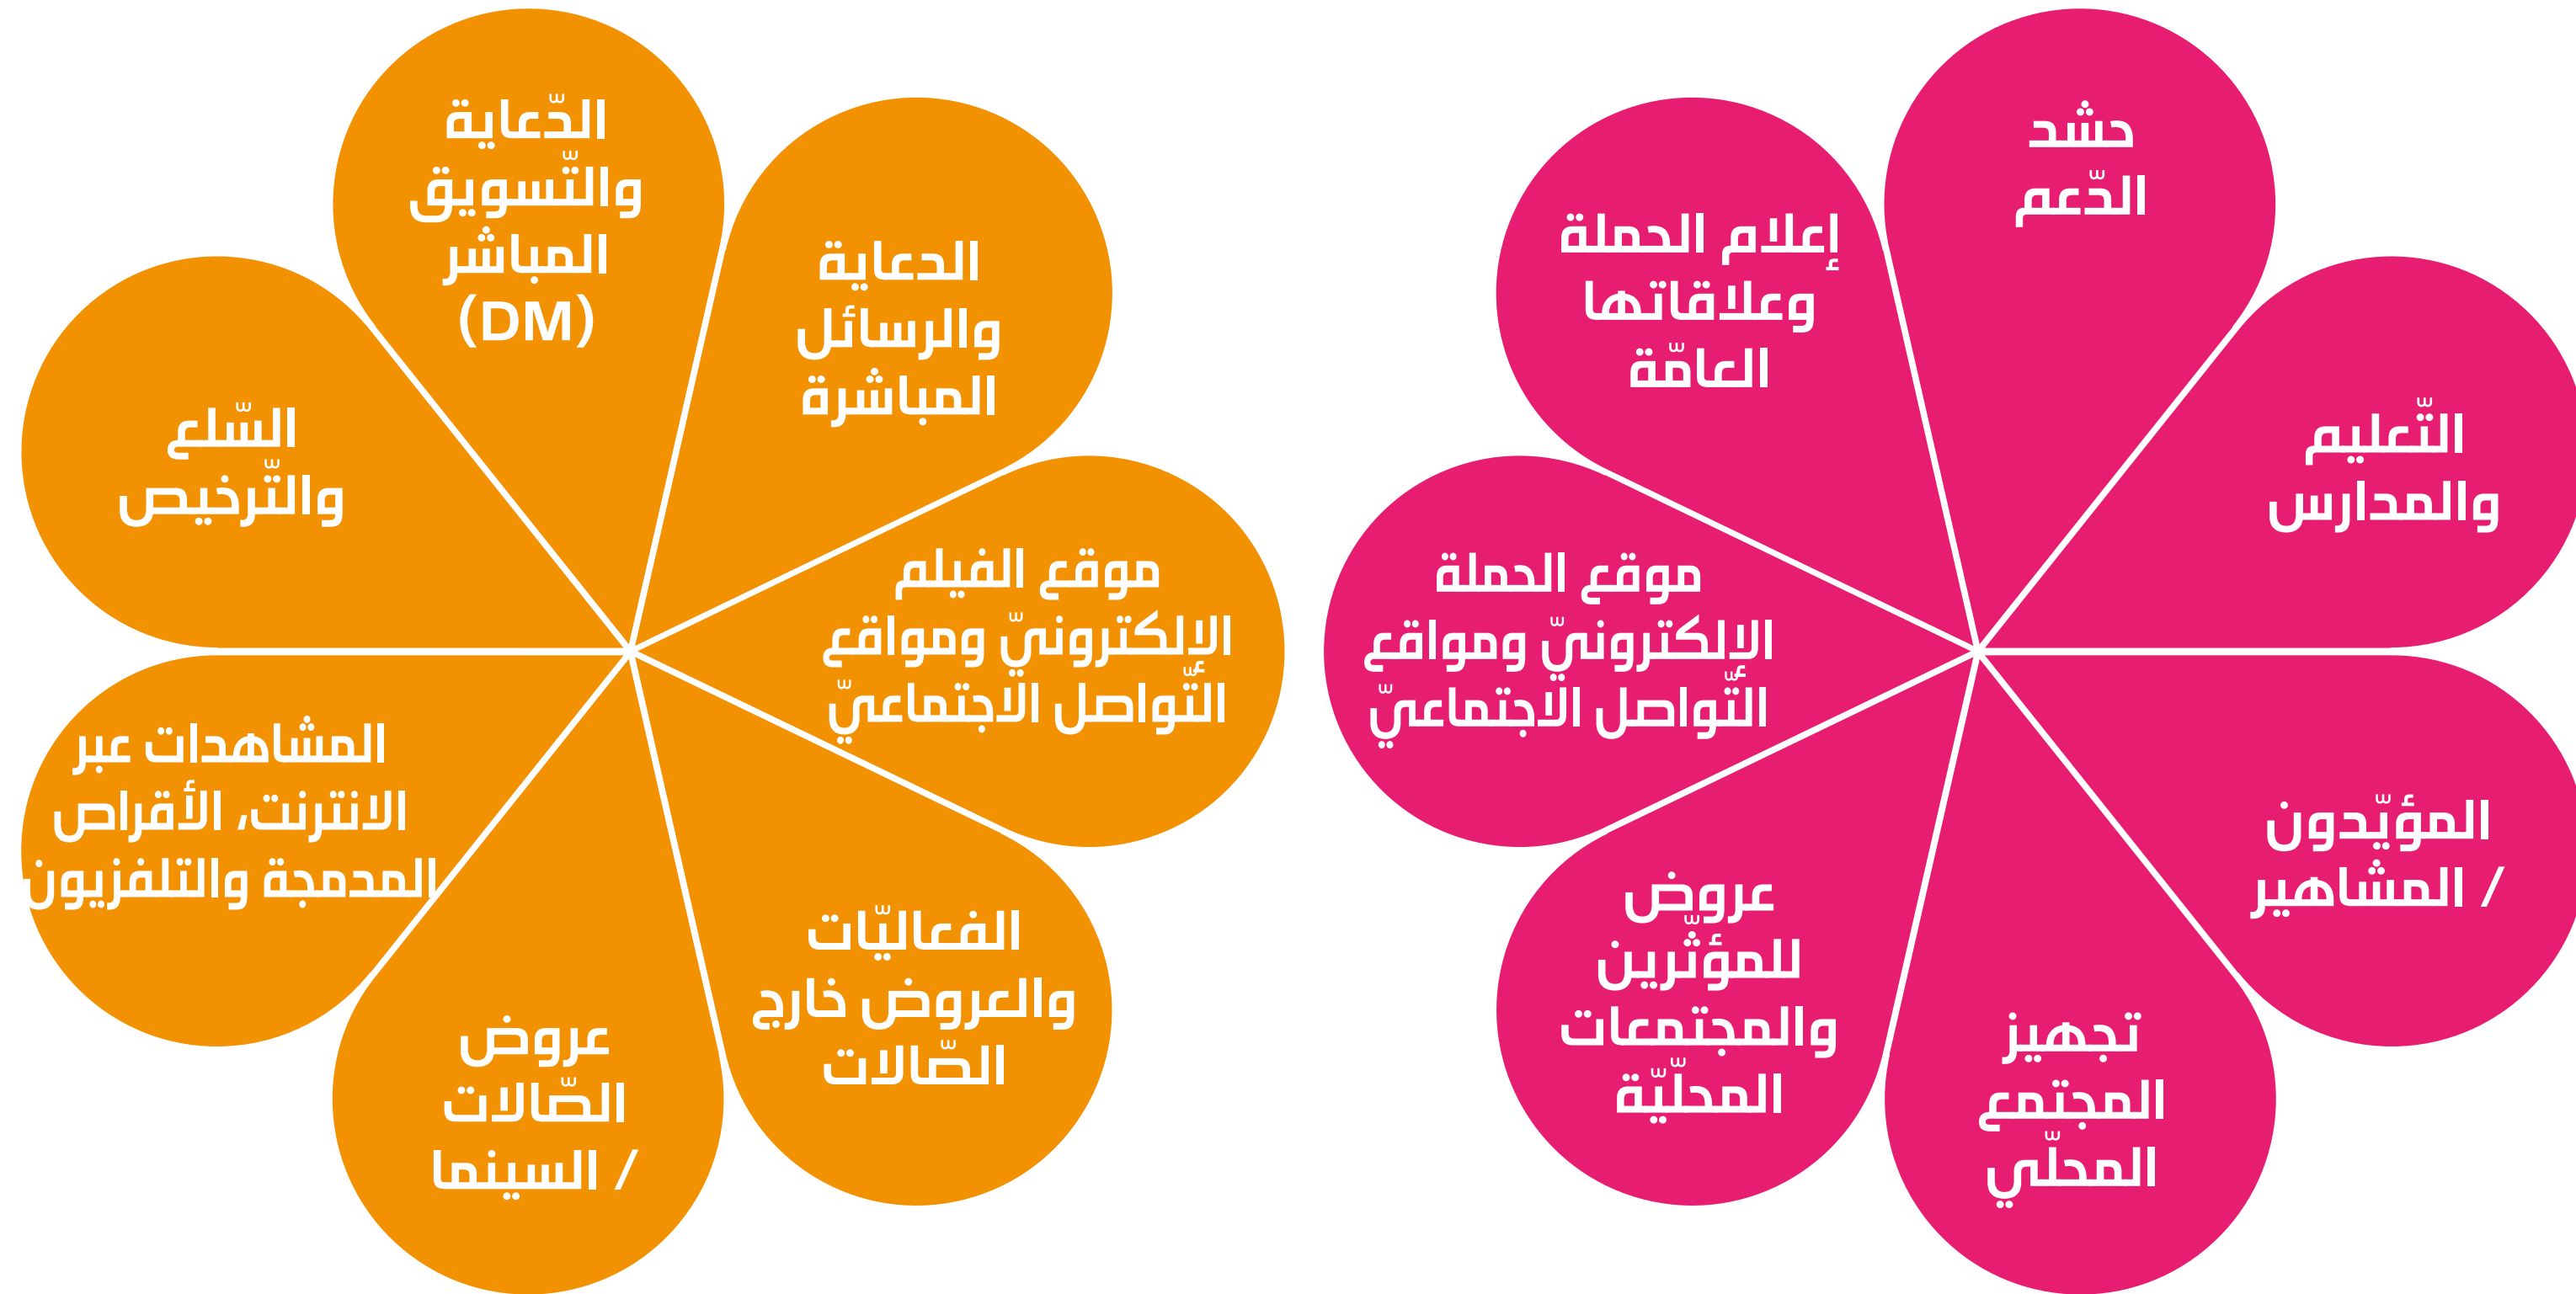 حشد
الدّعم
التّعليم
والمدارس
المؤيّدون
/ المشاهير
تجهيز
المجتمع
المحلّي
عروض
للمؤثّرين
والمجتمعات
المحلّيّة
موقع الحملة
الإلكترونيّ ومواقع
التّواصل الاجتماعيّ
إعلام الحملة
وعلاقاتها
العامّة
الدّعاية
والتّسويق
المباشر
(DM)
الدعاية
والرسائل
المباشرة
موقع الفيلم
الإلكترونيّ ومواقع
التّواصل الاجتماعيّ
الفعاليّات
والعروض خارج
الصّالات
عروض
الصّالات
/ السينما
المشاهدات عبر
الانترنت، الأقراص
المدمجة والتلفزيون
السّلع
والتّرخيص